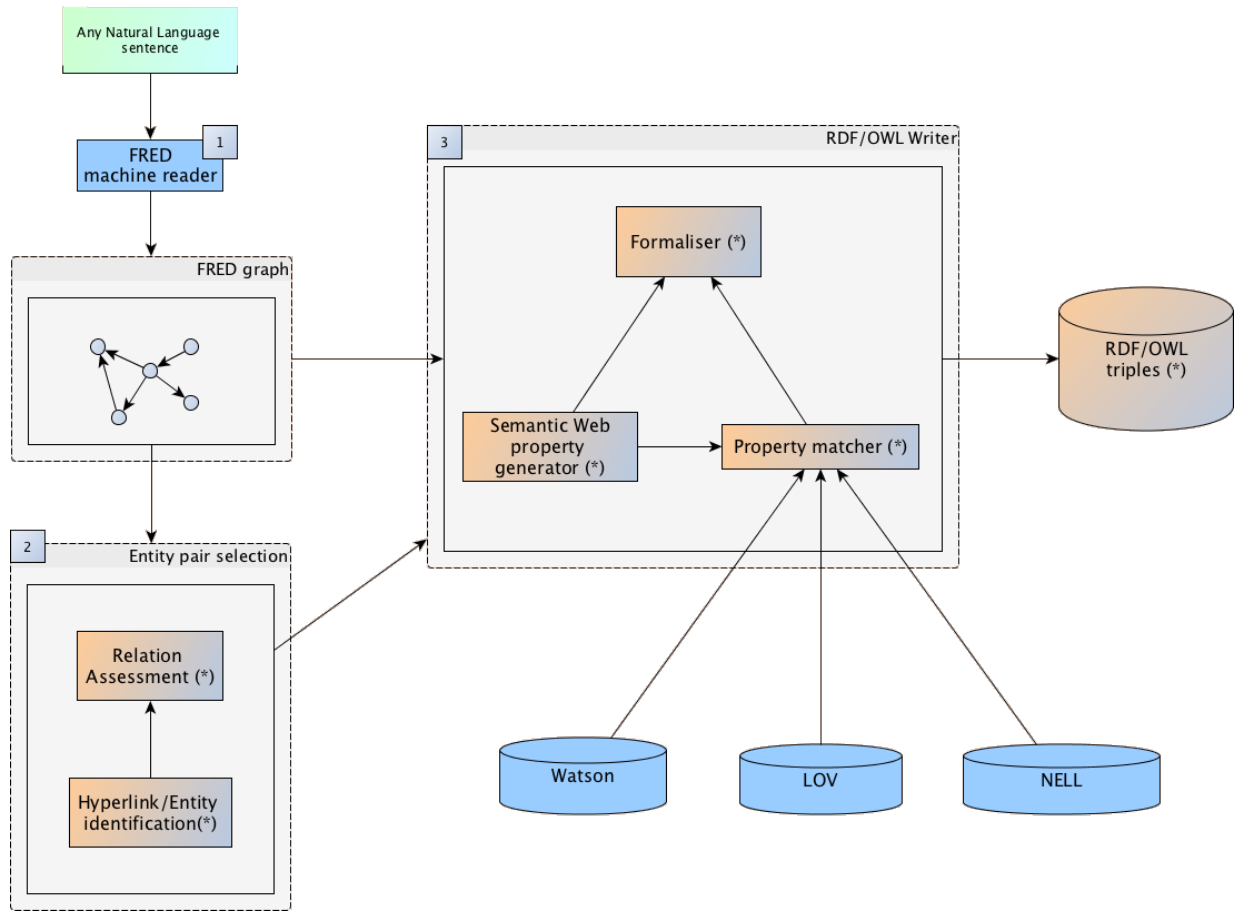 Any Natural Language
sentence
1
FRED
machine reader
FRED graph
2
Entity pair selection
Relation
Assessment (*)
Hyperlink/Entity
identification(*)
3
RDF/OWL Writer
Formaliser (*)
Semantic Web
property
generator (*)
Property matcher (*)
RDF/OWL
triples (*)
Watson
LOV
NELL